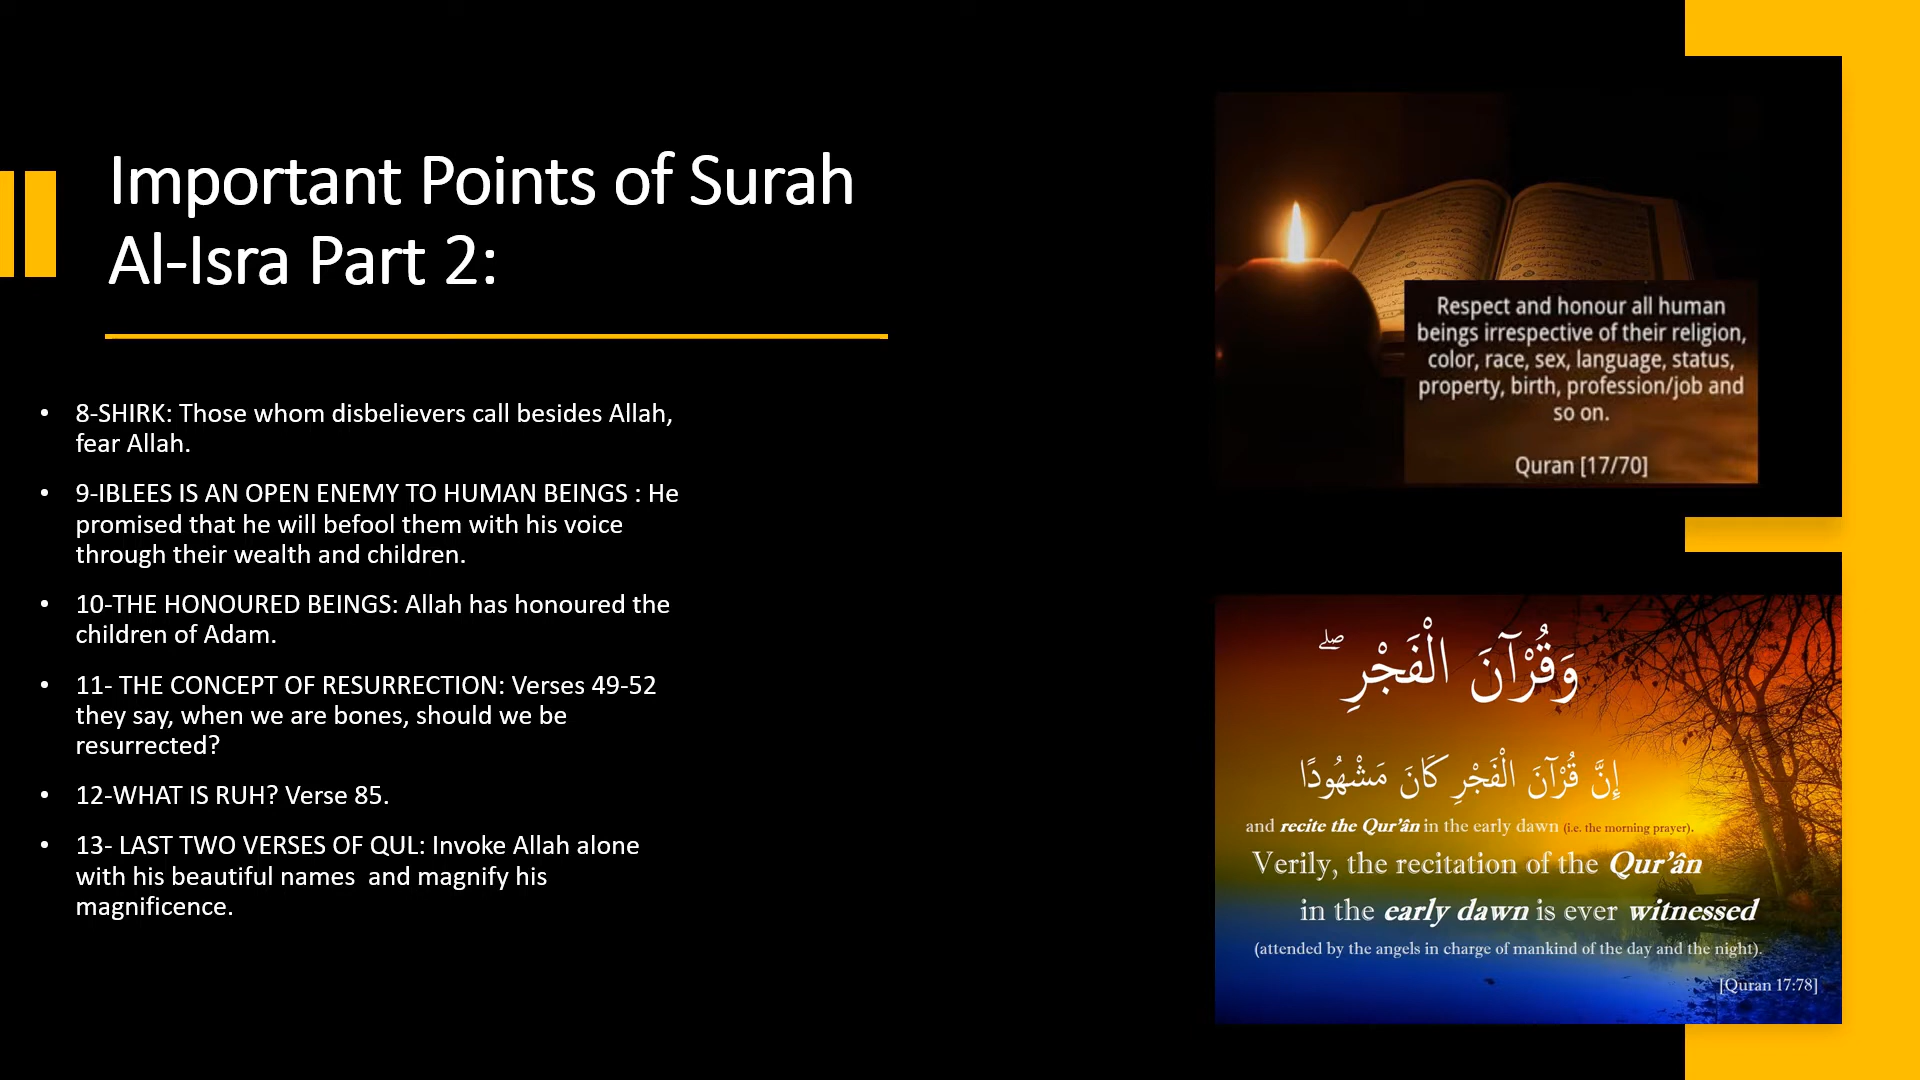 Important Points of Surah
Al-Isra Part 2:
• 8-SHIRK: Those whom disbelievers call besides Allah,
fear Allah.
• 9-IBLEES IS AN OPEN ENEMY TO HUMAN BEINGS : He
promised that he will befool them with his voice
through their wealth and children.
• 10-THE HONOURED BEINGS: Allah has honoured the
children of Adam.
• 11- THE CONCEPT OF RESURRECTION: Verses 49-52
they say, when we are bones, should we be
resurrected?
• 12-WHAT IS RUH? Verse 85.
• 13- LAST TWO VERSES OF QUL: Invoke Allah alone
with his beautiful names  and magnify his
magnificence.
Respect and honour all human
beings irrespective of their religion,
color, race, sex, language, status,
property, birth, profession/job and
so on.
Quran [17/70]
وَقُرْآنَ الْفَجْرِ ۖ
إِنَّ قُرْآنَ الْفَجْرِ كَانَ مَشْهُودًا
and recite the Qur'ân in the early dawn (i.e. the morning prayer).
Verily, the recitation of the Qur'ân
in the early dawn is ever witnessed
(attended by the angels in charge of mankind of the day and the night).
[Quran 17:78]